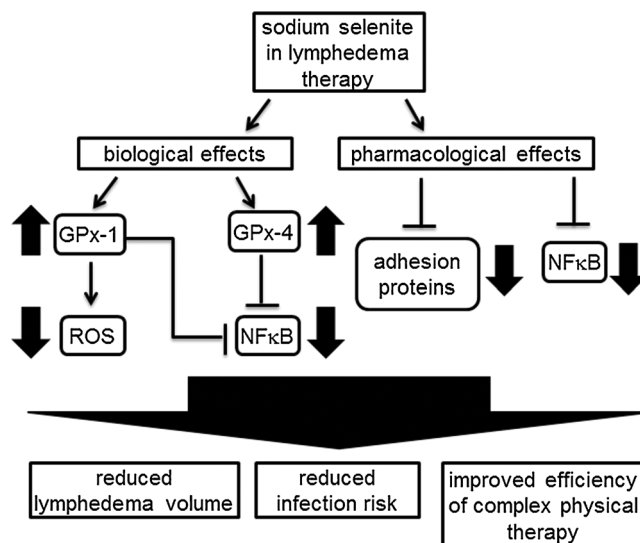 sodium selenite
in lymphedema
therapy
biological effects
pharmacological effects
GPx-1
GPx-4
adhesion
proteins
NFκB
ROS
NFκB
reduced
lymphedema volume
reduced
infection risk
improved efficiency
of complex physical
therapy